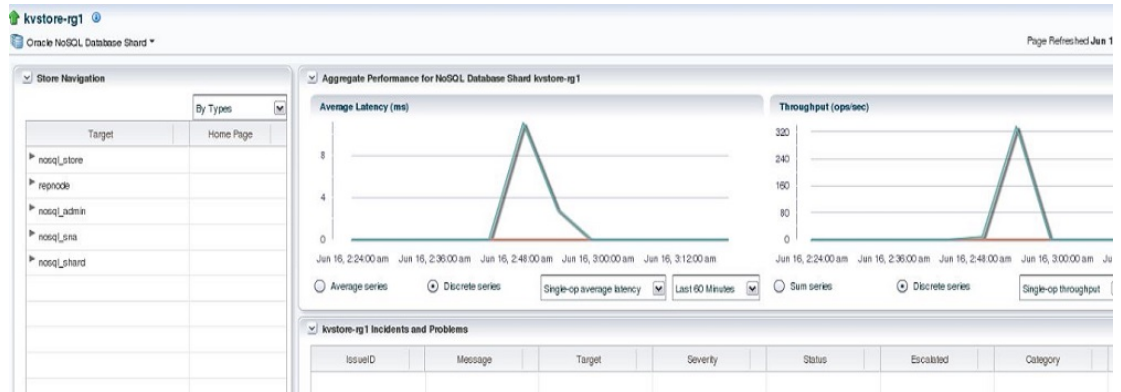 kvstore-rg1
Oracle NoSQL Database Shard
Page Refreshed Jun 1
Store Navigation
By Types
Target Home Page
nosql_store
repnode
nosql_admin
nosql_sna
nosql_shard
Aggregate Performance for NoSQL Database Shard kvstore-rg1
Average Latency (ms)
8
4
0
Jun 16, 2:24:00 am Jun 16, 2:36:00 am Jun 16, 2:48:00 am Jun 16, 3:00:00 am Jun 16, 3:12:00 am
Average series Discrete series Single-op average latency Last 60 Minutes
Throughput (ops/sec)
320
240
160
80
0
Jun 16, 2:24:00 am Jun 16, 2:36:00 am Jun 16, 2:48:00 am Jun 16, 3:00:00 am Ju
Sum series Discrete series Single-op throughput
kvstore-rg1 Incidents and Problems
IssueID Message Target Severity Status Escalated Category